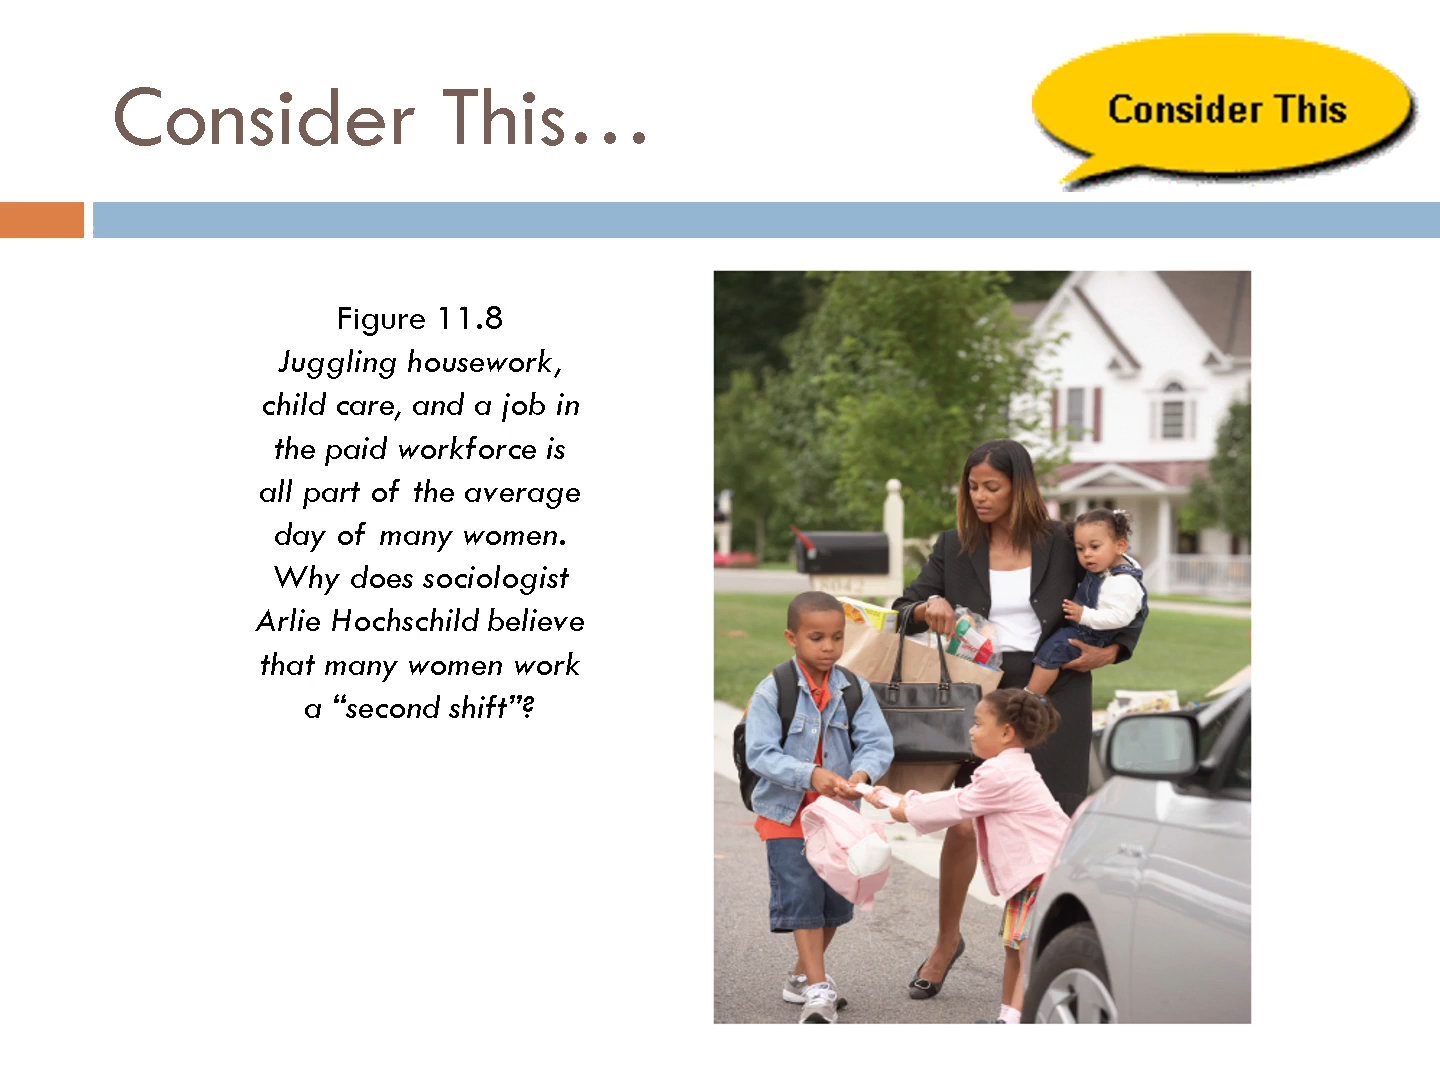 Consider This…
Consider This
Figure 11.8
Juggling housework,
child care, and a job in
the paid workforce is
all part of the average
day of many women.
Why does sociologist
Arlie Hochschild believe
that many women work
a “second shift”?